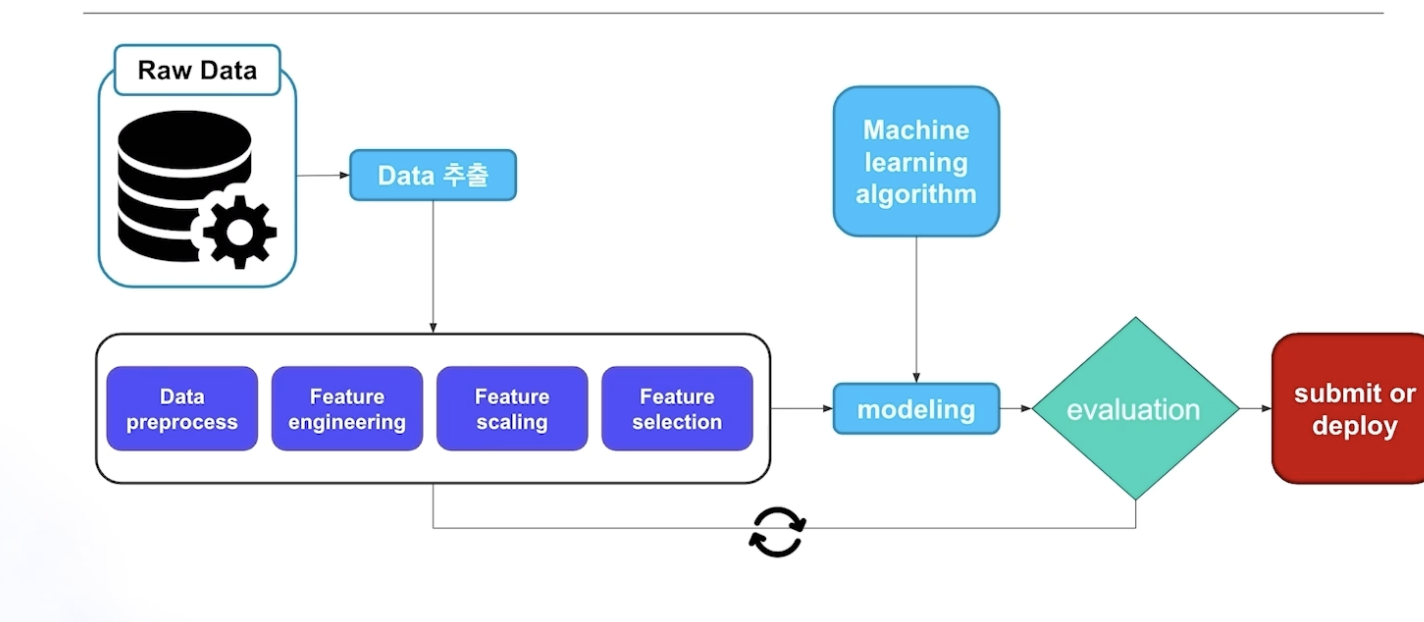 Raw Data
Data 추출
Machine
learning
algorithm
Data
preprocess
Feature
engineering
Feature
scaling
Feature
selection
modeling
evaluation
submit or
deploy